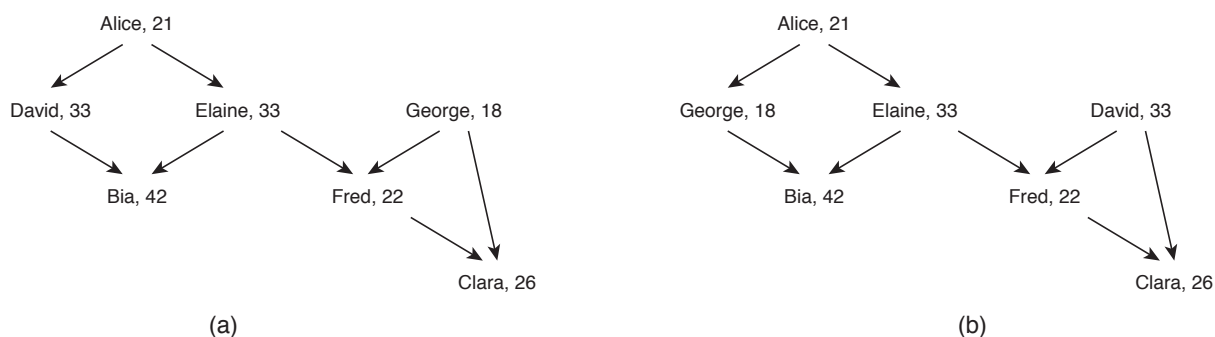 Alice, 21
David, 33
Elaine, 33
George, 18
Bia, 42
Fred, 22
Clara, 26
(a)
Alice, 21
George, 18
Elaine, 33
David, 33
Bia, 42
Fred, 22
Clara, 26
(b)